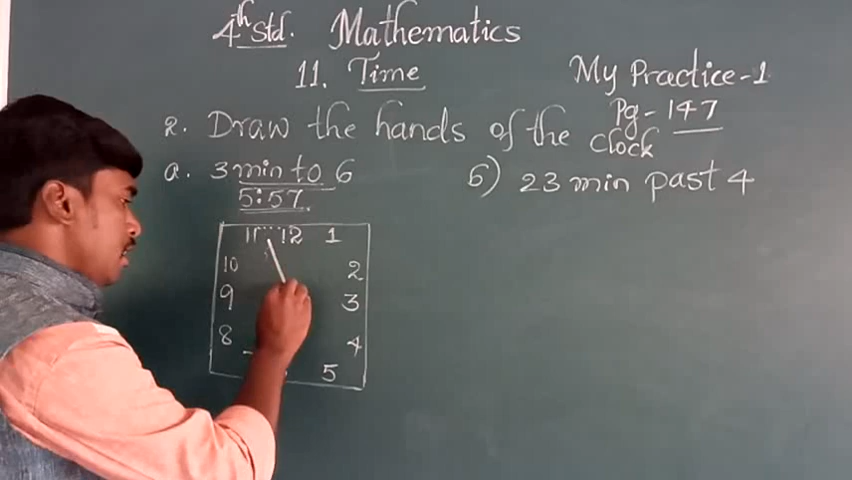 4th Std. Mathematics
11. Time
My Practice-1
Pg- 147
2. Draw the hands of the clock
a. 3 min to 6
5:57
b) 23 min past 4
11 12 1
10 2
9 3
8 4
5